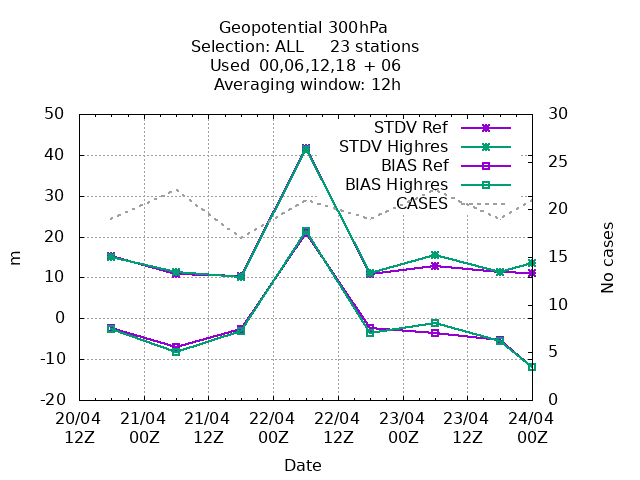 Geopotential 300hPa
Selection: ALL     23 stations
Used  00,06,12,18 + 06
Averaging window: 12h
50
40
30
20
10
0
-10
-20
m
30
25
20
15
10
5
0
No cases
STDV Ref
STDV Highres
BIAS Ref
BIAS Highres
CASES
20/04 21/04 21/04 22/04 22/04 23/04 23/04 24/04
12Z 00Z 12Z 00Z 12Z 00Z 12Z 00Z
Date